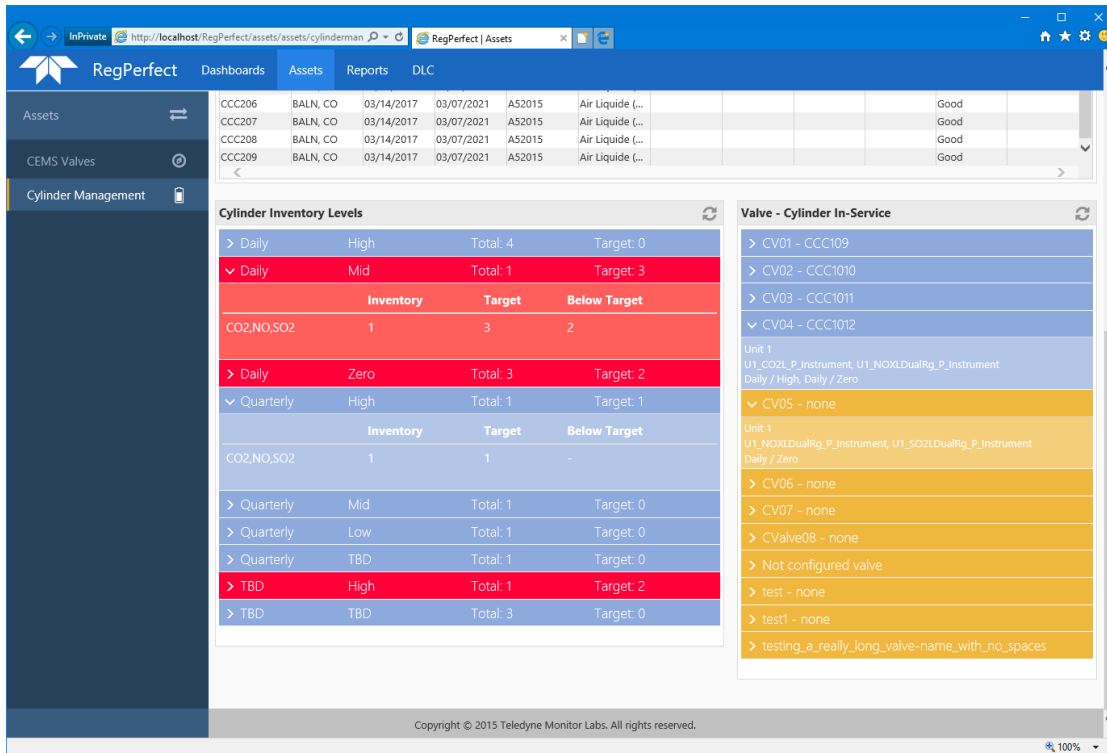 InPrivate http://localhost/RegPerfect/assets/assets/cylinderman RegPerfect | Assets
RegPerfect Dashboards Assets Reports DLC
Assets
CEMS Valves
Cylinder Management
CCC206 BALN, CO 03/14/2017 03/07/2021 A52015 Air Liquide (... Good
CCC207 BALN, CO 03/14/2017 03/07/2021 A52015 Air Liquide (... Good
CCC208 BALN, CO 03/14/2017 03/07/2021 A52015 Air Liquide (... Good
CCC209 BALN, CO 03/14/2017 03/07/2021 A52015 Air Liquide (... Good
Cylinder Inventory Levels
Daily High Total: 4 Target: 0
Daily Mid Total: 1 Target: 3
Inventory Target Below Target
CO2,NO,SO2 1 3 2
Daily Zero Total: 3 Target: 2
Quarterly High Total: 1 Target: 1
Inventory Target Below Target
CO2,NO,SO2 1 1 -
Quarterly Mid Total: 1 Target: 0
Quarterly Low Total: 1 Target: 0
Quarterly TBD Total: 1 Target: 0
TBD High Total: 1 Target: 2
TBD TBD Total: 3 Target: 0
Valve - Cylinder In-Service
CV01 - CCC109
CV02 - CCC1010
CV03 - CCC1011
CV04 - CCC1012
Unit 1
U1_CO2L_P_Instrument, U1_NOXLDualRg_P_Instrument
Daily / High, Daily / Zero
CV05 - none
Unit 1
U1_NOXLDualRg_P_Instrument, U1_SO2LDualRg_P_Instrument
Daily / Zero
CV06 - none
CV07 - none
CValve08 - none
Not configured valve
test - none
test1 - none
testing_a_really_long_valve-name_with_no_spaces
Copyright © 2015 Teledyne Monitor Labs. All rights reserved.
100%